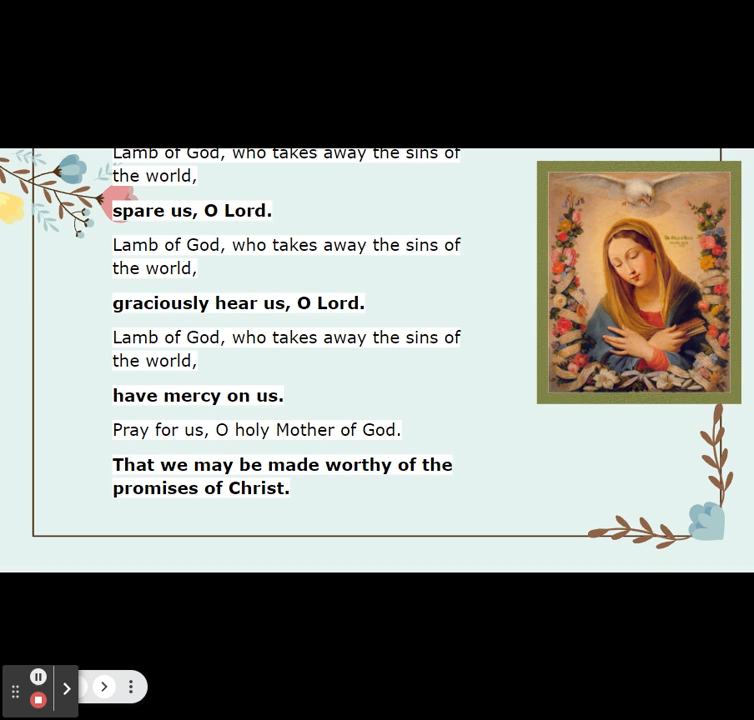 Lamb of God, who takes away the sins of
the world,
spare us, O Lord.
Lamb of God, who takes away the sins of
the world,
graciously hear us, O Lord.
Lamb of God, who takes away the sins of
the world,
have mercy on us.
Pray for us, O holy Mother of God.
That we may be made worthy of the
promises of Christ.